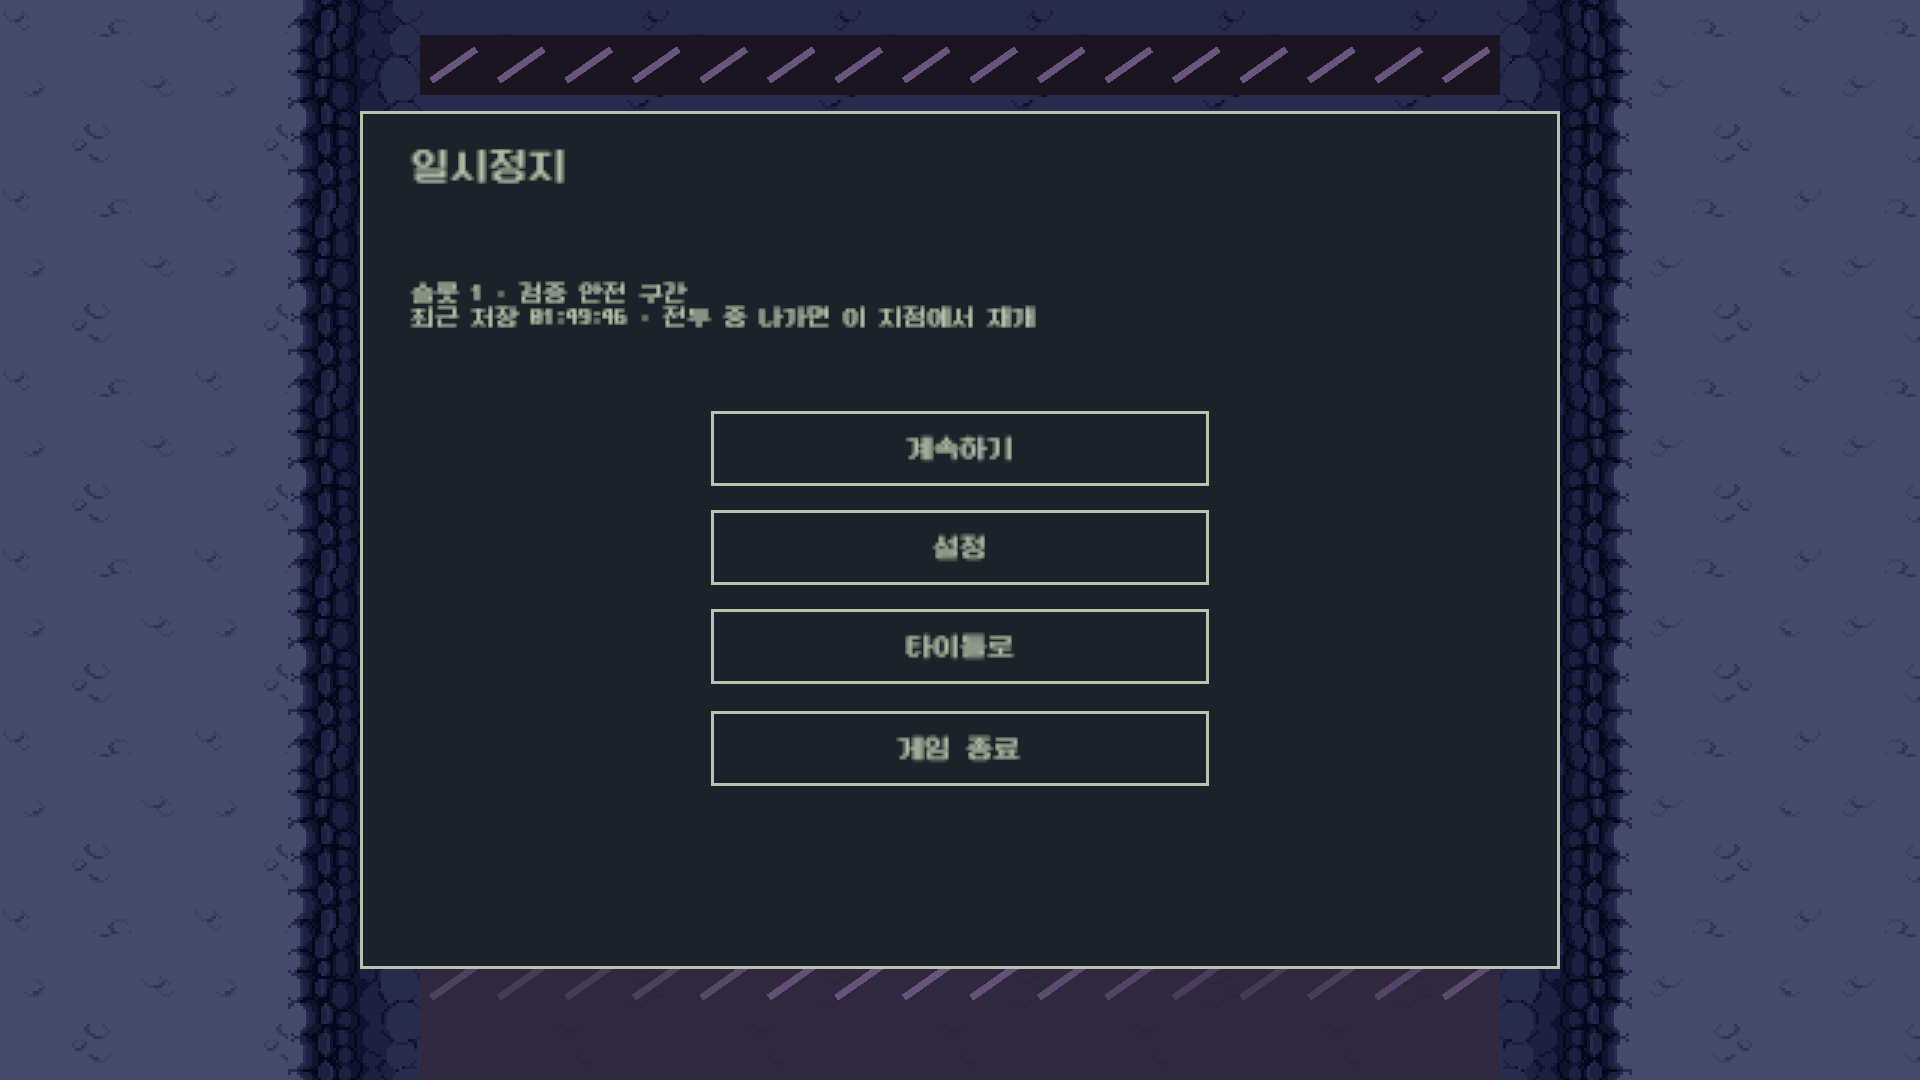 일시정지
슬롯 1 · 검증 안전 구간
최근 저장 01:49:46 · 전투 중 나가면 이 지점에서 재개
계속하기
설정
타이틀로
게임 종료